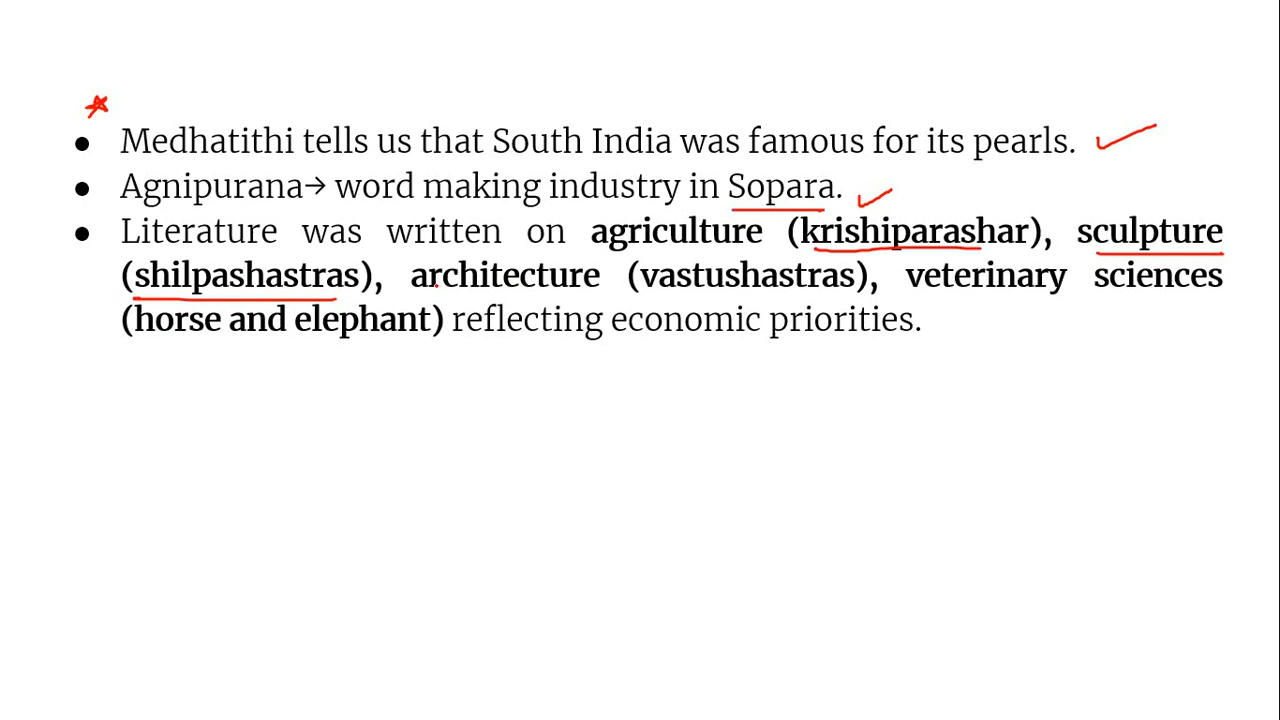 ● Medhatithi tells us that South India was famous for its pearls.
● Agnipurana→ word making industry in Sopara.
● Literature was written on agriculture (krishiparashar), sculpture
(shilpashastras), architecture (vastushastras), veterinary sciences
(horse and elephant) reflecting economic priorities.